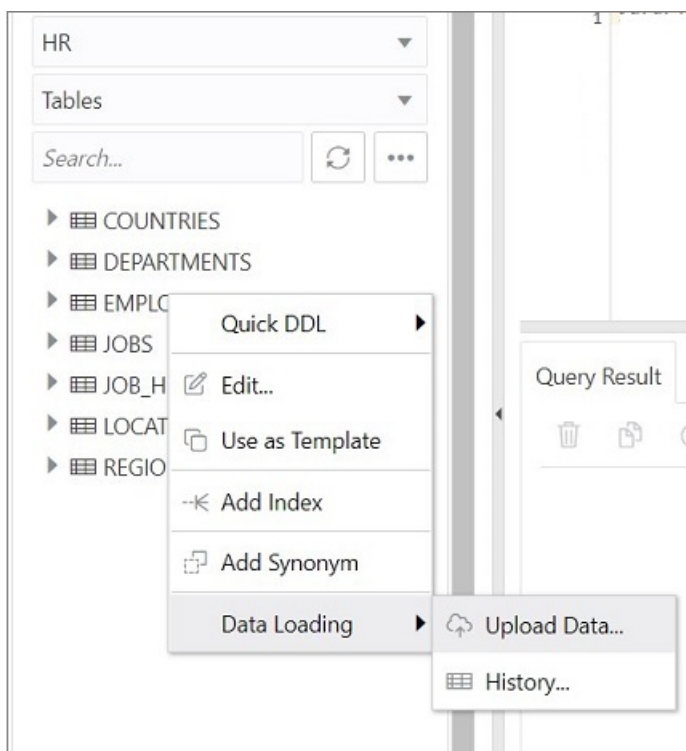 HR
Tables
Search...
COUNTRIES
DEPARTMENTS
EMPLO
JOBS
JOB_H
LOCAT
REGIO
Quick DDL
Edit...
Use as Template
Add Index
Add Synonym
Data Loading
Upload Data...
History...
1
Query Result